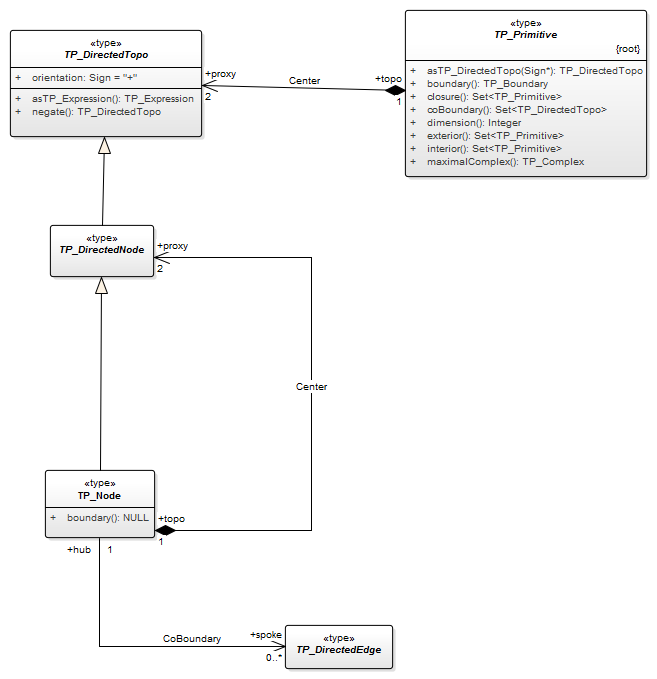 «type»
TP_DirectedTopo
+ orientation: Sign = "+"
+ asTP_Expression(): TP_Expression
+ negate(): TP_DirectedTopo
«type»
TP_Primitive
{root}
+ asTP_DirectedTopo(Sign*): TP_DirectedTopo
+ boundary(): TP_Boundary
+ closure(): Set<TP_Primitive>
+ coBoundary(): Set<TP_DirectedTopo>
+ dimension(): Integer
+ exterior(): Set<TP_Primitive>
+ interior(): Set<TP_Primitive>
+ maximalComplex(): TP_Complex
+proxy
2
Center
+topo
1
«type»
TP_DirectedNode
+proxy
2
Center
«type»
TP_Node
+ boundary(): NULL
+topo
1
+hub
1
CoBoundary
+spoke
0..*
«type»
TP_DirectedEdge